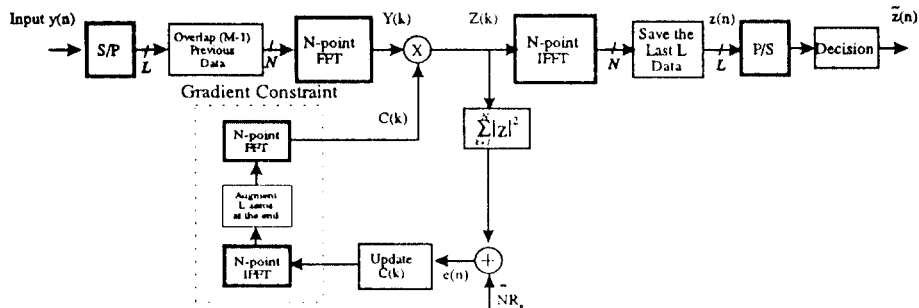 Input y(n)
S/P
L
Overlap (M-1)
Previous
Data
N
N-point
FFT
Y(k)
X
Z(k)
N-point
IFFT
N
Save the
Last L
Data
z(n)
L
P/S
Decision
z̃(n)
Gradient Constraint
C(k)
N-point
FFT
Augment
L zeros
at the end
N-point
IFFT
Update
C(k)
e(n)
+
-
NR
Σ|Z|²